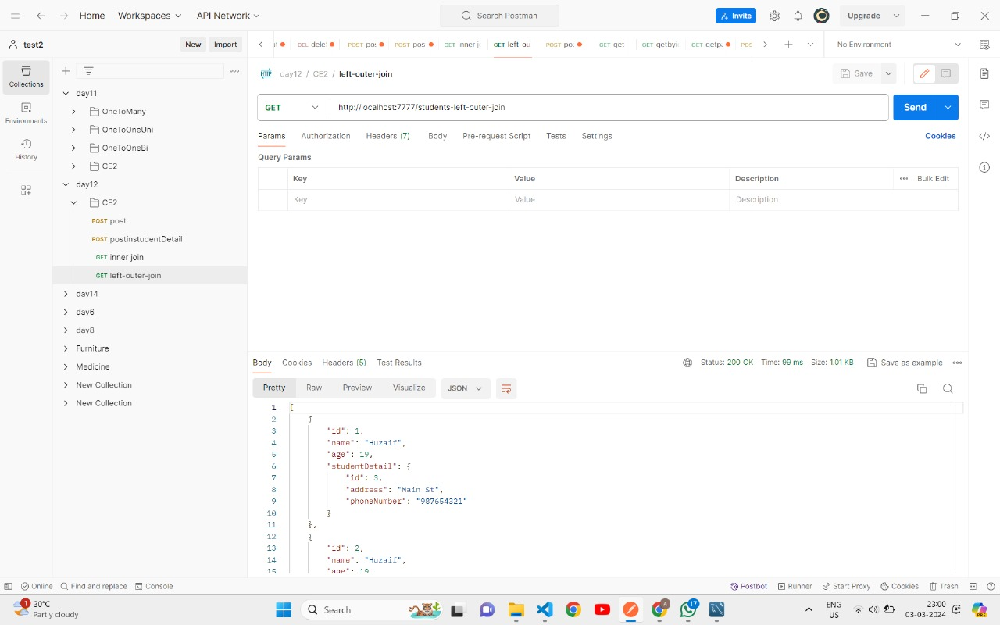 Home Workspaces API Network Search Postman Invite Upgrade
test2 New Import DEL POST POST pos GET inner GET left-ou POST GET get GET getbyi GET getp. POS No Environment
Collections
Environments
History
day11
OneToMany
OneToOneUni
OneToOneBi
CE2
day12
CE2
POST post
POST postinstudentDetail
GET inner join
GET left-outer-join
day14
day6
day8
Furniture
Medicine
New Collection
New Collection
HTTP day12 / CE2 / left-outer-join Save
GET http://localhost:7777/students-left-outer-join Send
Params Authorization Headers (7) Body Pre-request Script Tests Settings Cookies
Query Params
Key Value Description Bulk Edit
Key Value Description
Body Cookies Headers (5) Test Results Status: 200 OK Time: 99 ms Size: 1.01 KB Save as example
Pretty Raw Preview Visualize JSON
1 [
2 {
3 "id": 1,
4 "name": "Huzaif",
5 "age": 19,
6 "studentDetail": {
7 "id": 3,
8 "address": "Main St",
9 "phoneNumber": "987654321"
10 }
11 },
12 {
13 "id": 2,
14 "name": "Huzaif",
15 "age": 19,
Online Find and replace Console Postbot Runner Start Proxy Cookies Trash
1 30°C
Partly cloudy
Search
17
ENG
US
23:00
03-03-2024
PRE